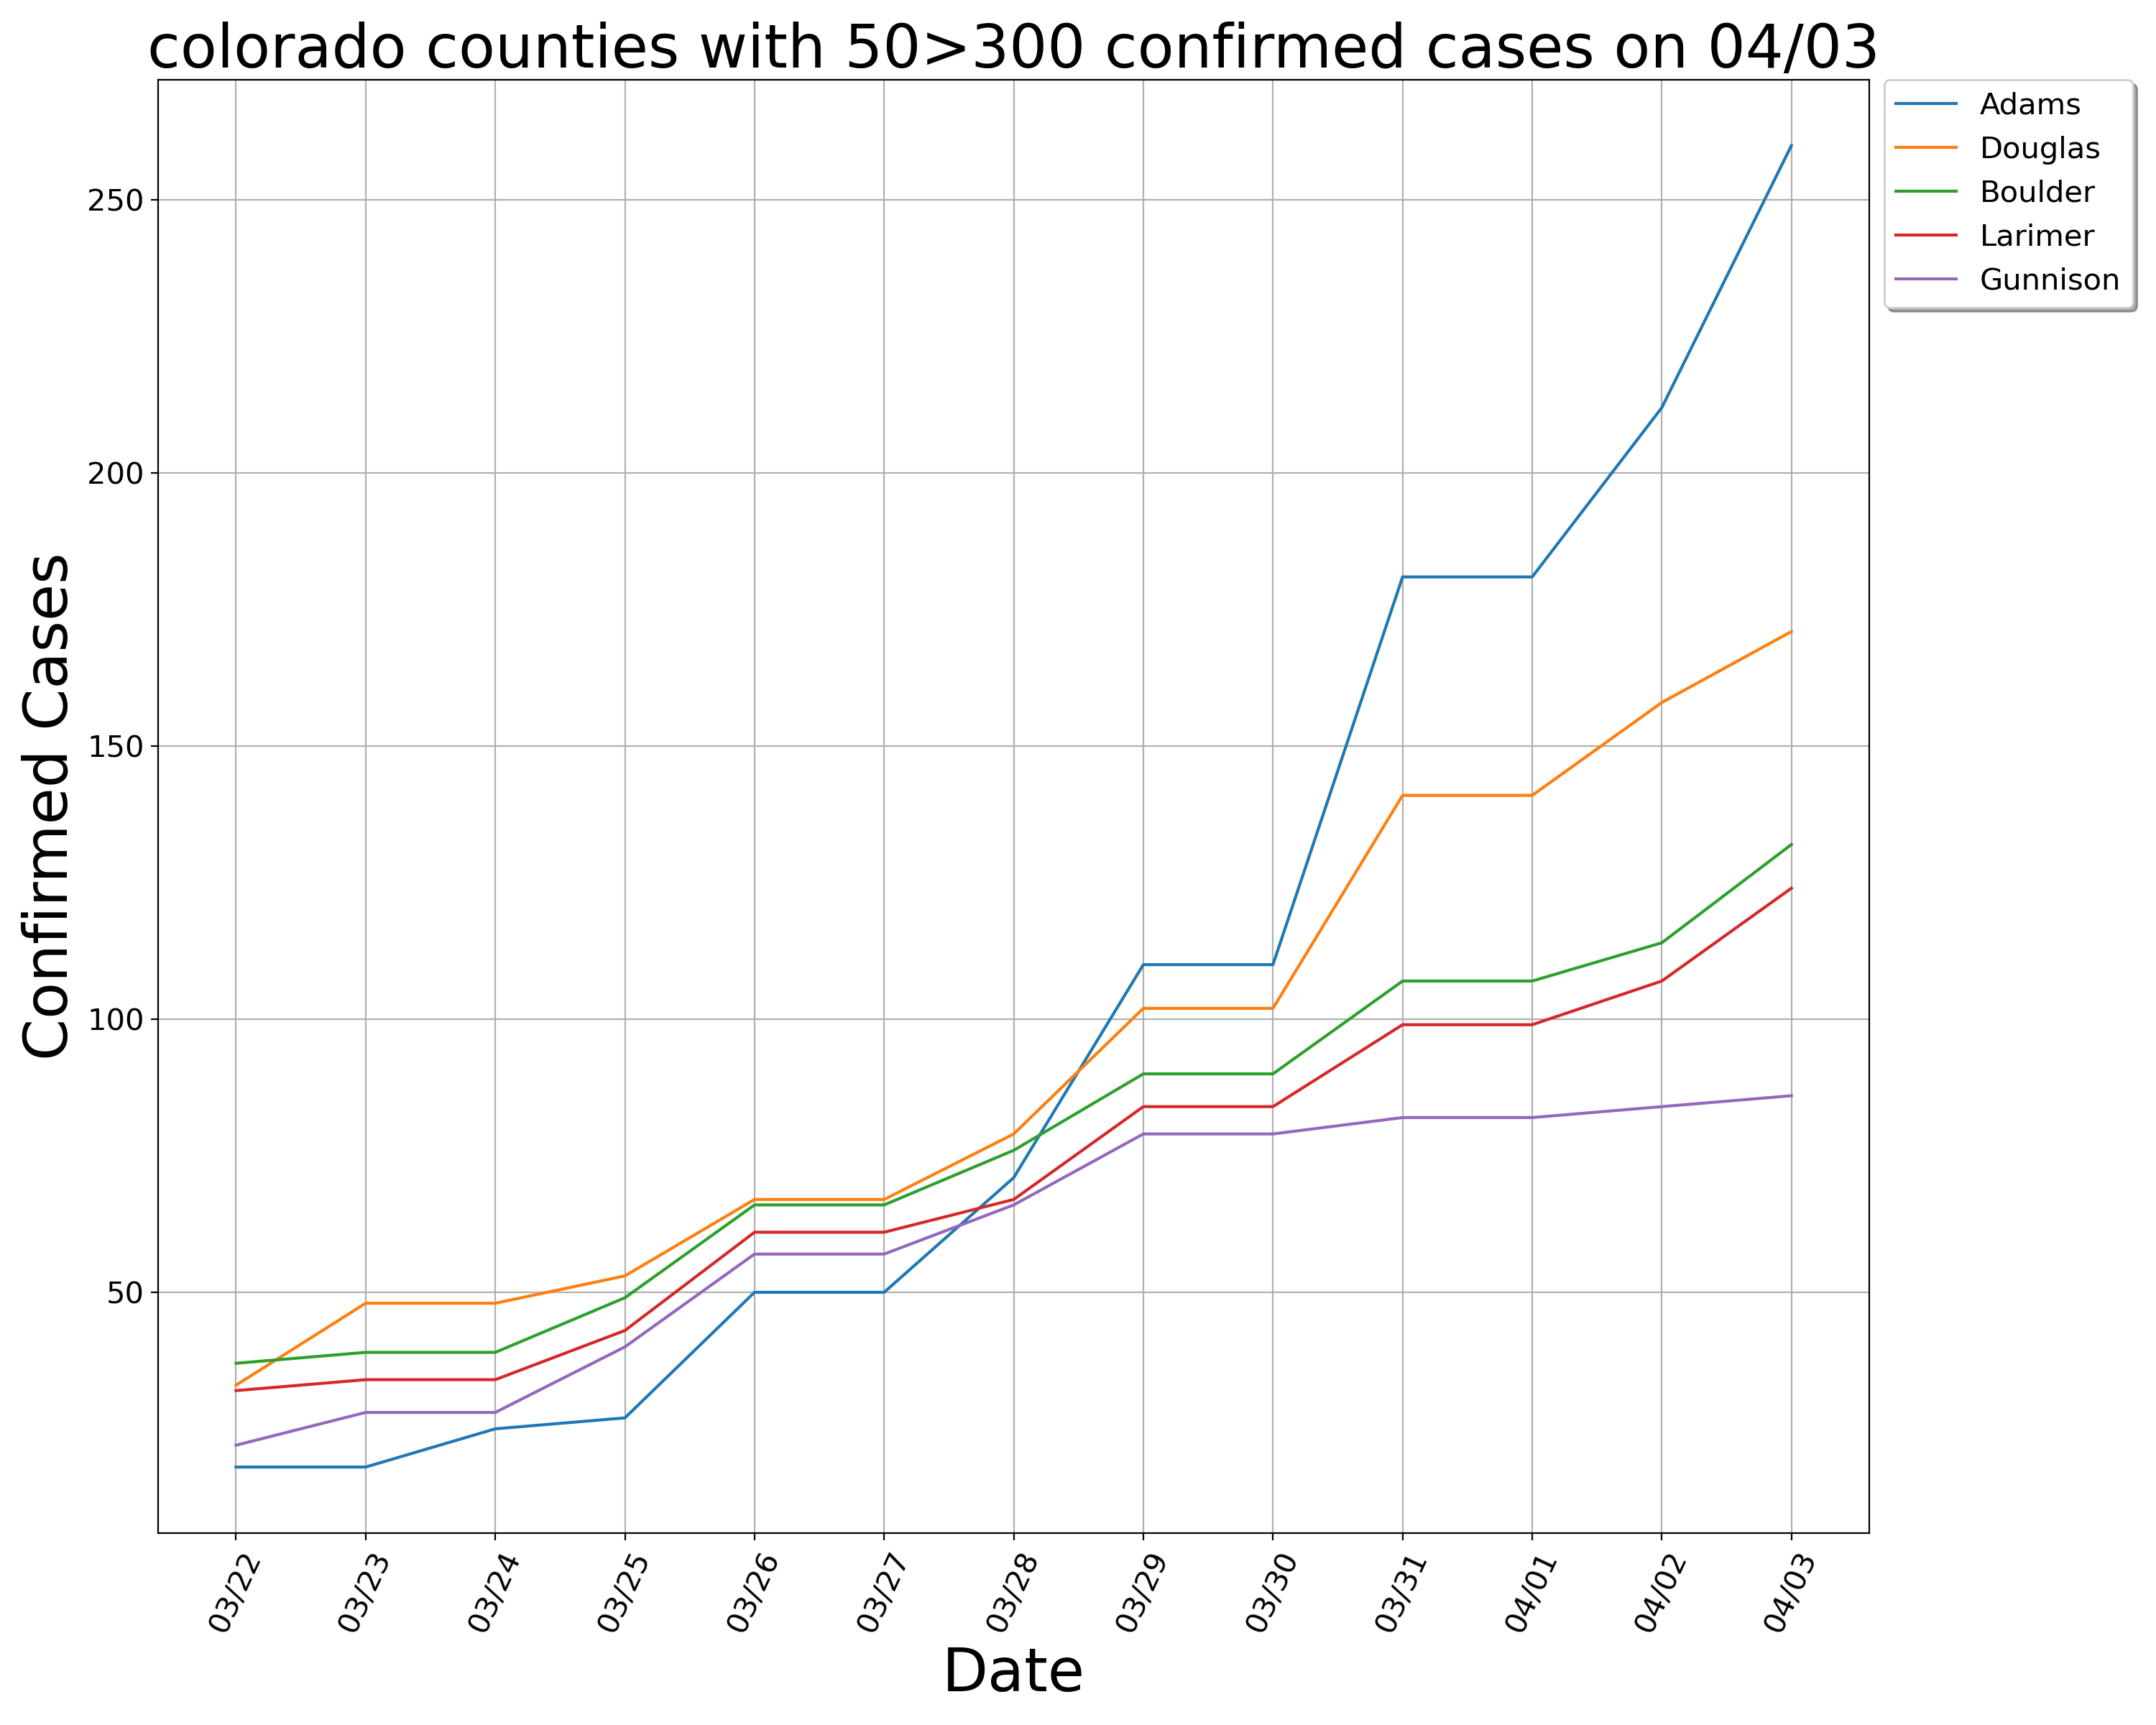 colorado counties with 50>300 confirmed cases on 04/03
Adams
Douglas
Boulder
Larimer
Gunnison
Confirmed Cases
250
200
150
100
50
03/22
03/23
03/24
03/25
03/26
03/27
03/28
03/29
03/30
03/31
04/01
04/02
04/03
Date